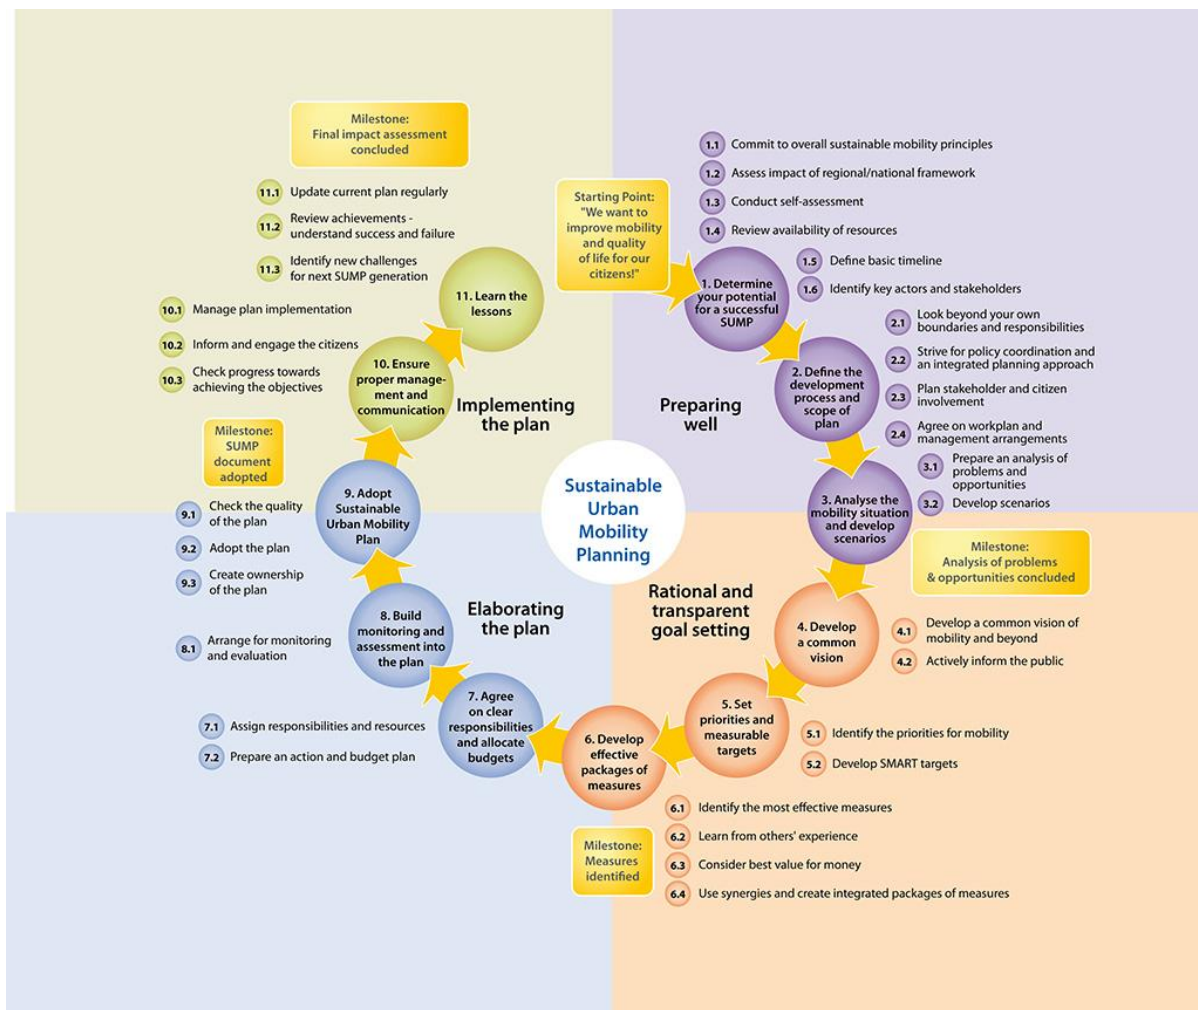 Starting Point:
"We want to
improve mobility
and quality
of life for our
citizens!"
1. Determine
your potential
for a successful
SUMP
1.1 Commit to overall sustainable mobility principles
1.2 Assess impact of regional/national framework
1.3 Conduct self-assessment
1.4 Review availability of resources
1.5 Define basic timeline
1.6 Identify key actors and stakeholders
2. Define the
development
process and
scope of
plan
2.1 Look beyond your own
boundaries and responsibilities
2.2 Strive for policy coordination and
an integrated planning approach
2.3 Plan stakeholder and citizen
involvement
2.4 Agree on workplan and
management arrangements
Preparing
well
3. Analyse the
mobility situation
and develop
scenarios
3.1 Prepare an analysis of
problems and
opportunities
3.2 Develop scenarios
Milestone:
Analysis of problems
& opportunities concluded
Sustainable
Urban
Mobility
Planning
Rational and
transparent
goal setting
4. Develop
a common
vision
4.1 Develop a common vision of
mobility and beyond
4.2 Actively inform the public
5. Set
priorities and
measurable
targets
5.1 Identify the priorities for mobility
5.2 Develop SMART targets
6. Develop
effective
packages of
measures
6.1 Identify the most effective measures
6.2 Learn from others' experience
6.3 Consider best value for money
6.4 Use synergies and create integrated packages of measures
Milestone:
Measures
identified
Elaborating
the plan
7. Agree
on clear
responsibilities
and allocate
budgets
7.1 Assign responsibilities and resources
7.2 Prepare an action and budget plan
8. Build
monitoring and
assessment into
the plan
8.1 Arrange for monitoring
and evaluation
9. Adopt
Sustainable
Urban Mobility
Plan
9.1 Check the quality
of the plan
9.2 Adopt the plan
9.3 Create ownership
of the plan
Milestone:
SUMP
document
adopted
Implementing
the plan
10. Ensure
proper manage-
ment and
communication
10.1 Manage plan implementation
10.2 Inform and engage the citizens
10.3 Check progress towards
achieving the objectives
11. Learn the
lessons
11.1 Update current plan regularly
11.2 Review achievements -
understand success and failure
11.3 Identify new challenges
for next SUMP generation
Milestone:
Final impact assessment
concluded